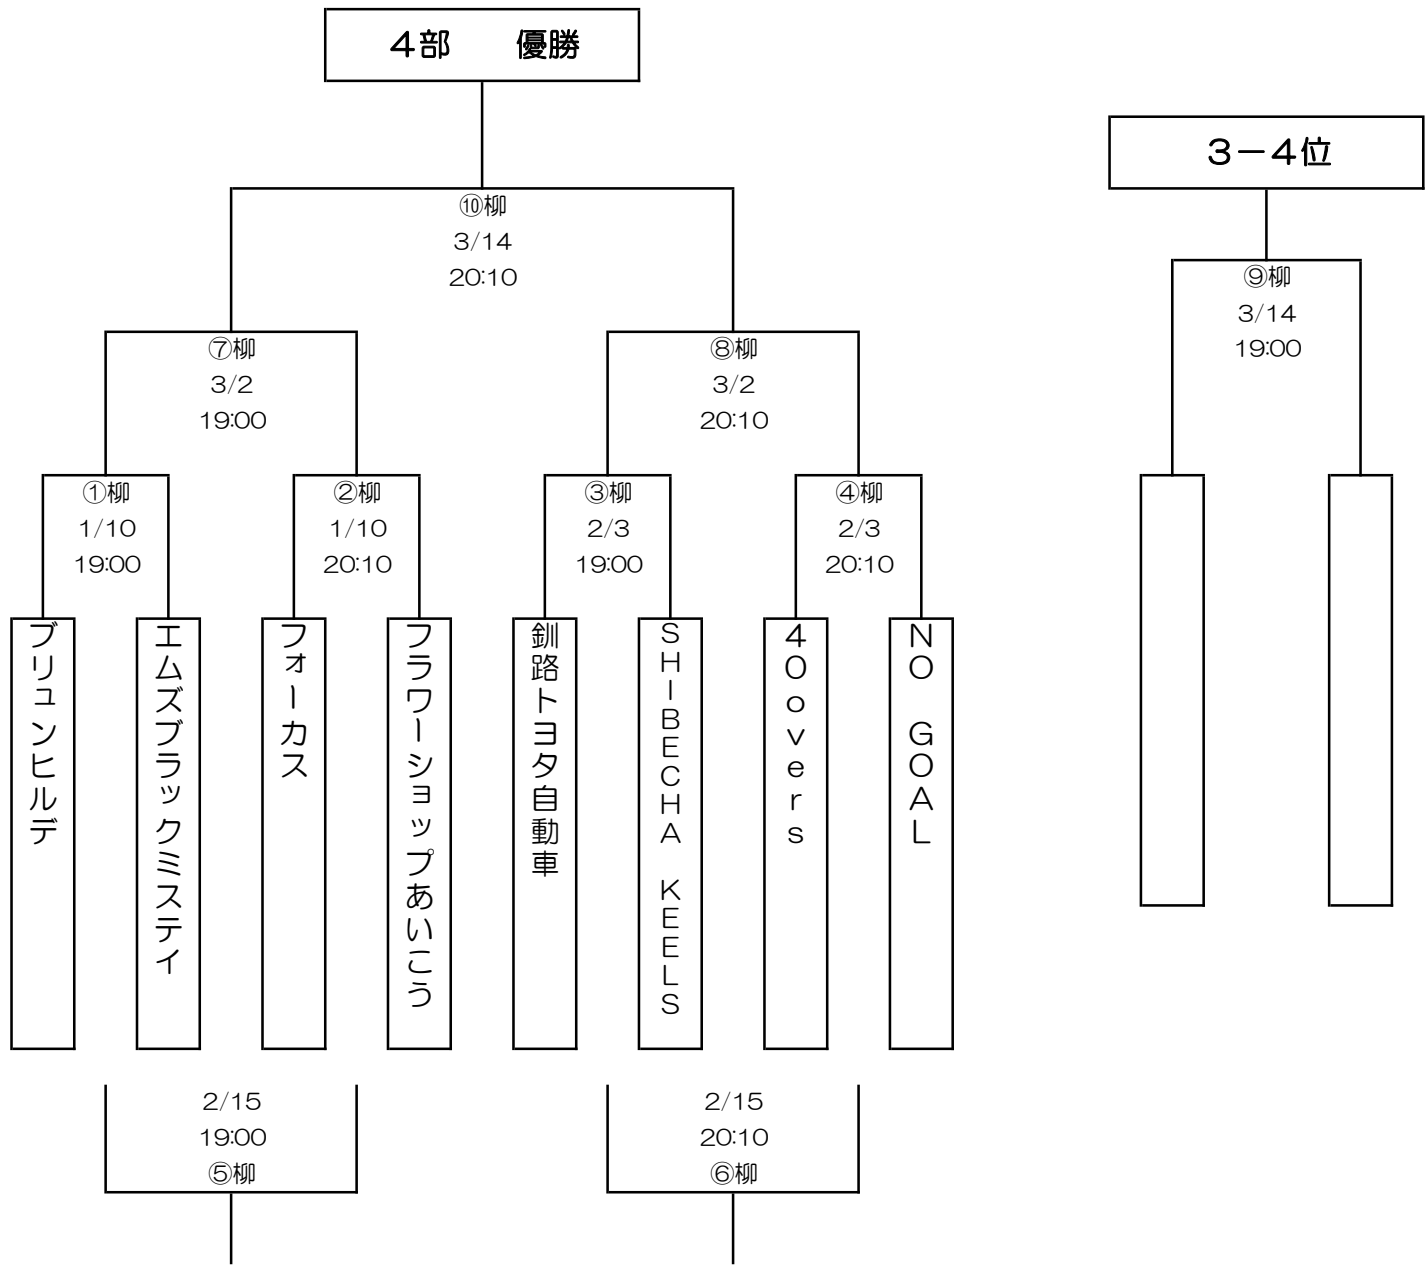 ４部　　優勝
３－４位
⑩柳
3/14
20:10
⑨柳
3/14
19:00
⑦柳
3/2
19:00
⑧柳
3/2
20:10
①柳
1/10
19:00
②柳
1/10
20:10
③柳
2/3
19:00
④柳
2/3
20:10
ブリュンヒルデ
エムズブラックミスティ
フォーカス
フラワーショップあいこう
釧路トヨタ自動車
SHIBECHA KEELS
40overs
NO GOAL
2/15
19:00
⑤柳
2/15
20:10
⑥柳